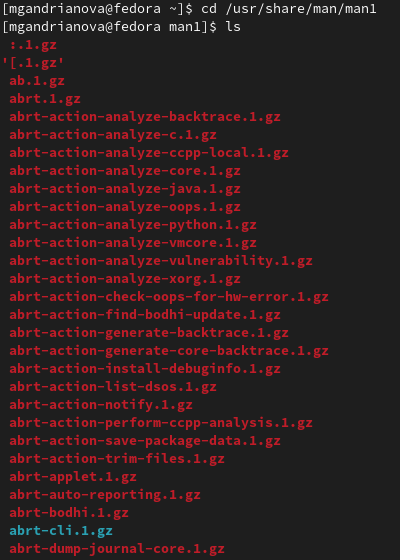 [mgandrianova@fedora ~]$ cd /usr/share/man/man1
[mgandrianova@fedora man1]$ ls
:.1.gz
'[.1.gz'
ab.1.gz
abrt.1.gz
abrt-action-analyze-backtrace.1.gz
abrt-action-analyze-c.1.gz
abrt-action-analyze-ccpp-local.1.gz
abrt-action-analyze-core.1.gz
abrt-action-analyze-java.1.gz
abrt-action-analyze-oops.1.gz
abrt-action-analyze-python.1.gz
abrt-action-analyze-vmcore.1.gz
abrt-action-analyze-vulnerability.1.gz
abrt-action-analyze-xorg.1.gz
abrt-action-check-oops-for-hw-error.1.gz
abrt-action-find-bodhi-update.1.gz
abrt-action-generate-backtrace.1.gz
abrt-action-generate-core-backtrace.1.gz
abrt-action-install-debuginfo.1.gz
abrt-action-list-dsos.1.gz
abrt-action-notify.1.gz
abrt-action-perform-ccpp-analysis.1.gz
abrt-action-save-package-data.1.gz
abrt-action-trim-files.1.gz
abrt-applet.1.gz
abrt-auto-reporting.1.gz
abrt-bodhi.1.gz
abrt-cli.1.gz
abrt-dump-journal-core.1.gz